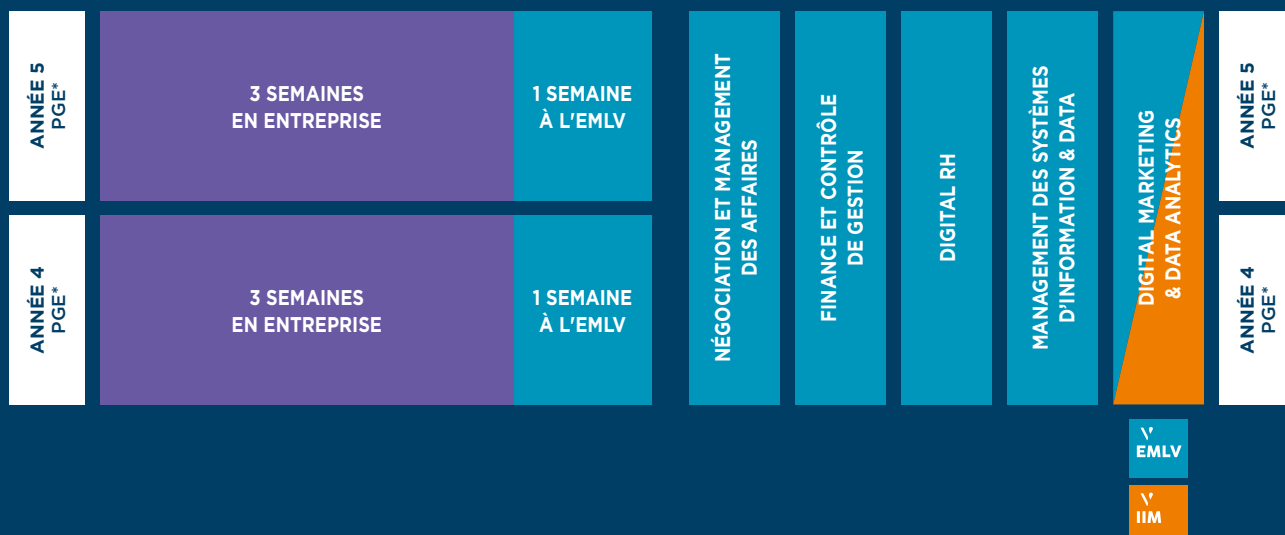 ANNÉE 5
PGE*
3 SEMAINES
EN ENTREPRISE
1 SEMAINE
À L'EMLV
ANNÉE 4
PGE*
3 SEMAINES
EN ENTREPRISE
1 SEMAINE
À L'EMLV
NÉGOCIATION ET MANAGEMENT
DES AFFAIRES
FINANCE ET CONTRÔLE
DE GESTION
DIGITAL RH
MANAGEMENT DES SYSTÈMES
D'INFORMATION & DATA
DIGITAL MARKETING
& DATA ANALYTICS
ANNÉE 5
PGE*
ANNÉE 4
PGE*
EMLV
IIM